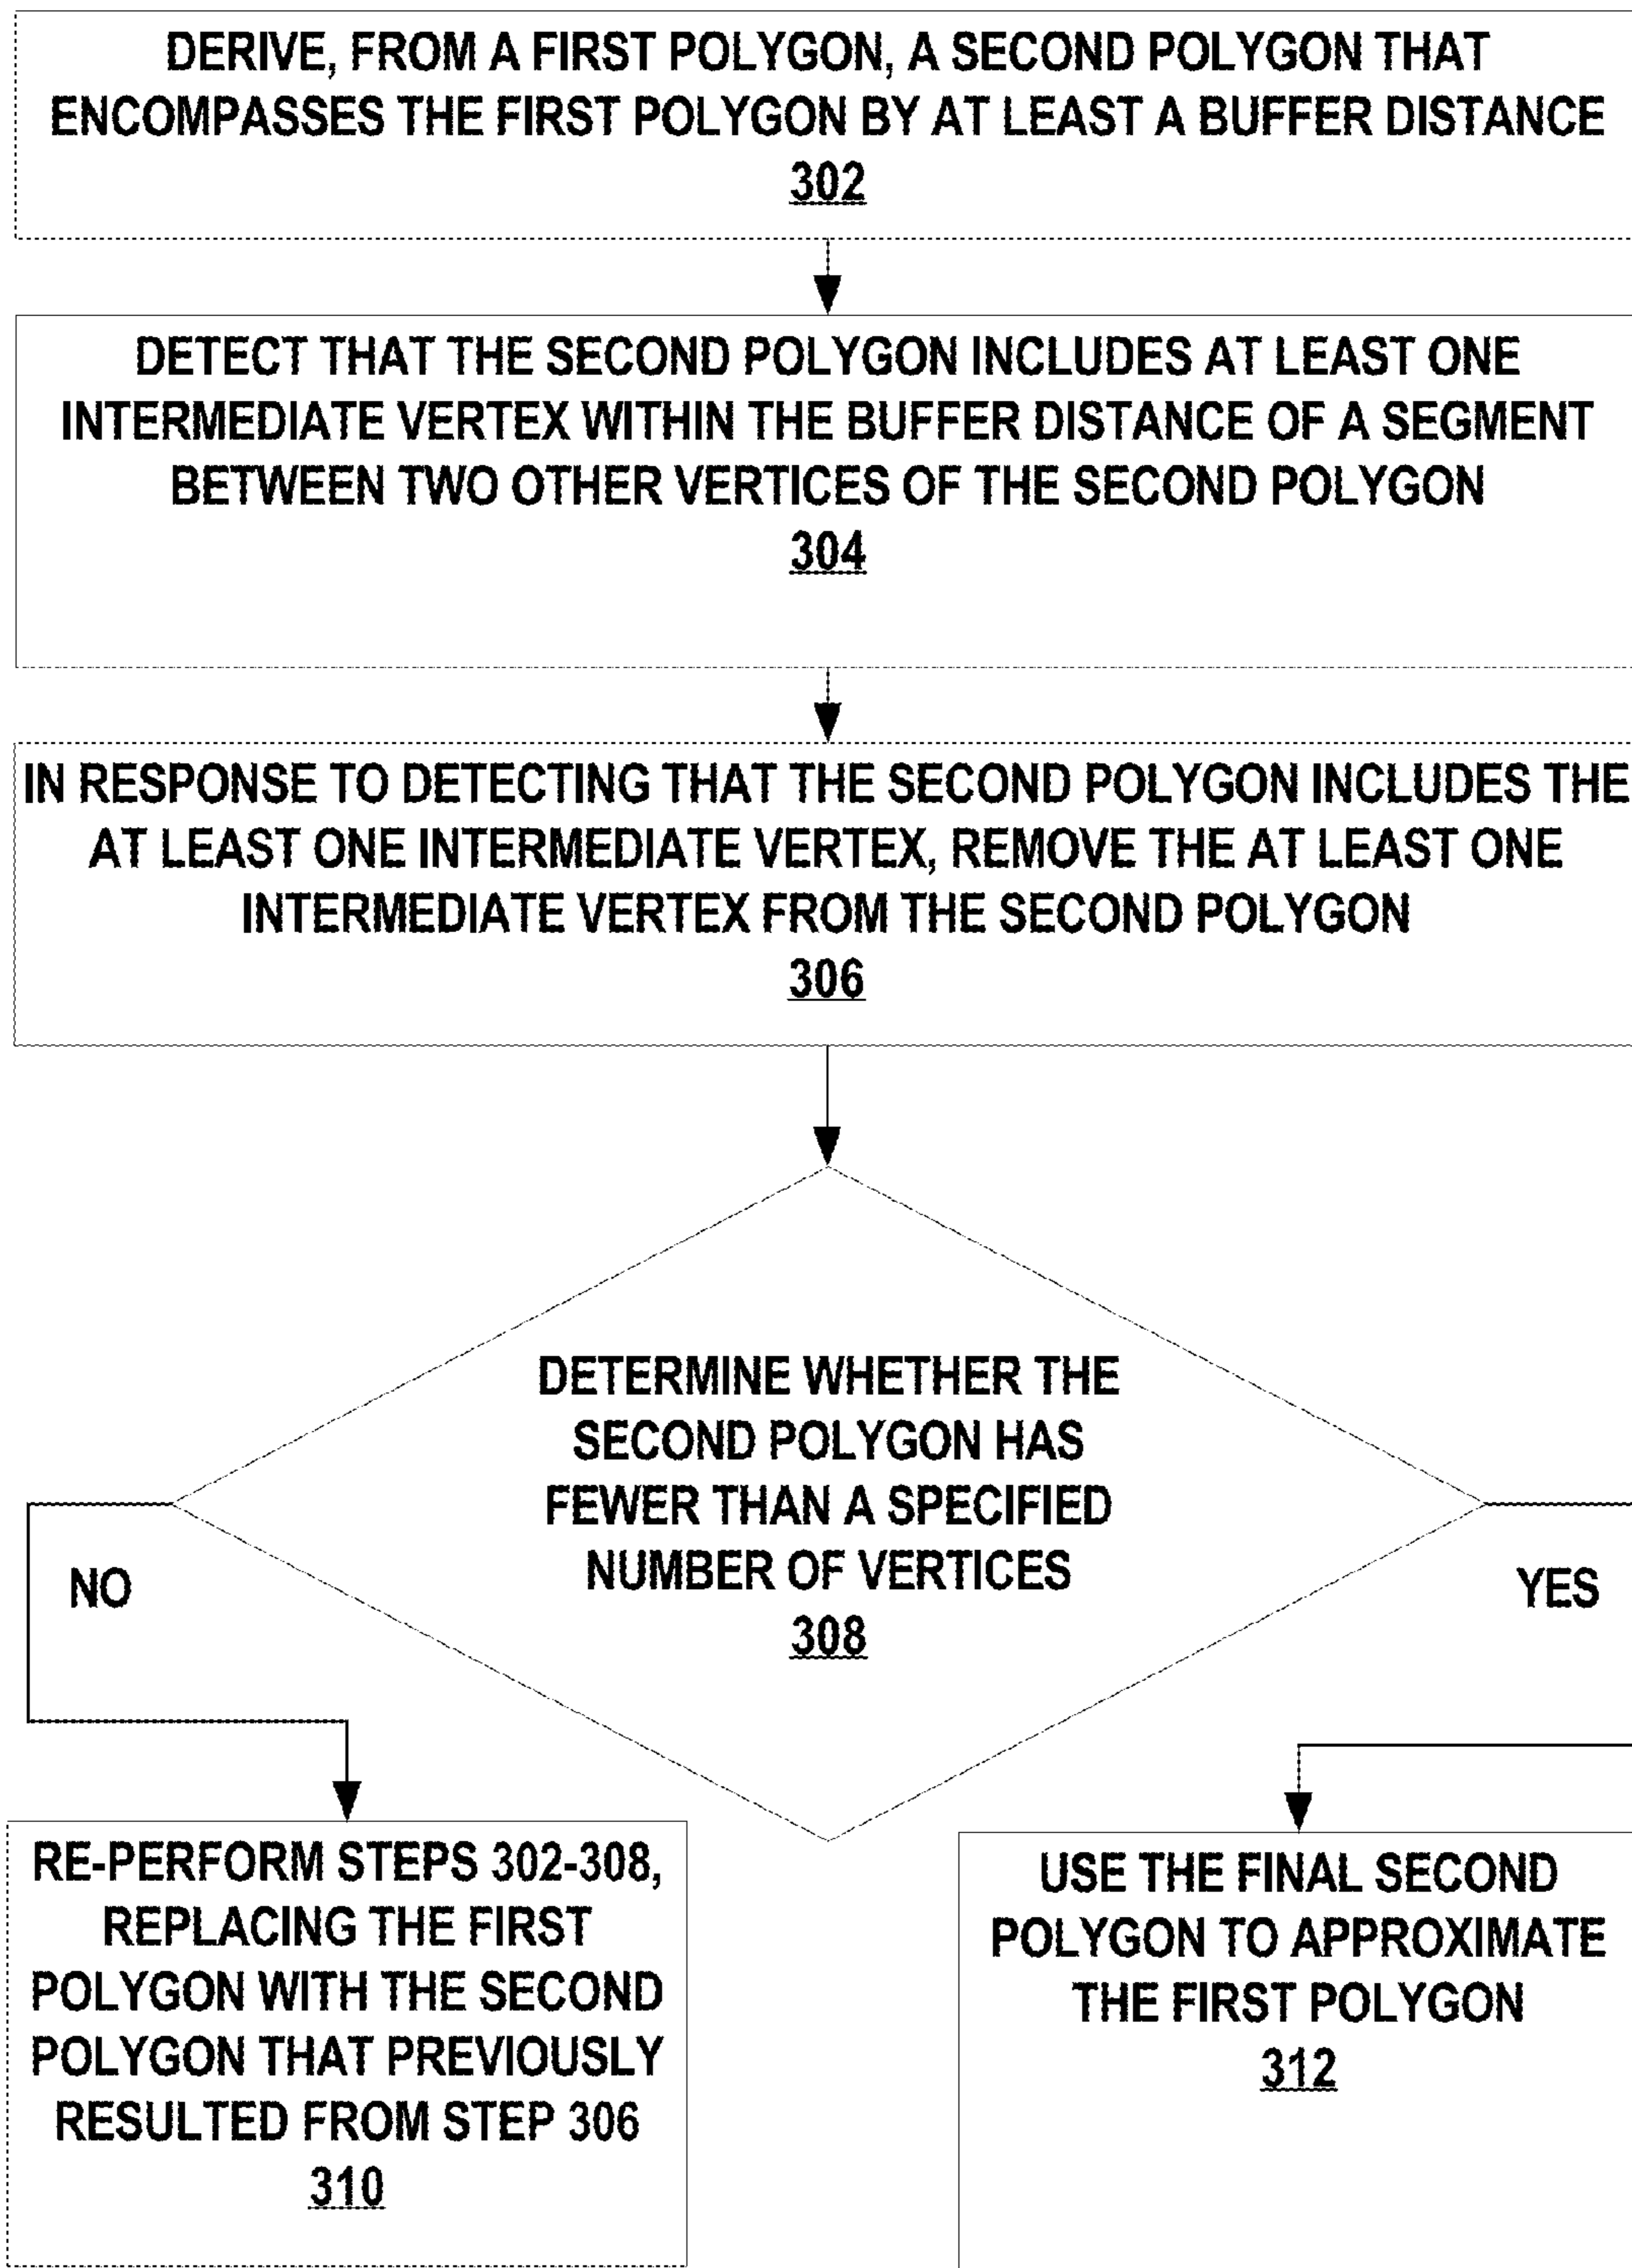 DERIVE, FROM A FIRST POLYGON, A SECOND POLYGON THAT
ENCOMPASSES THE FIRST POLYGON BY AT LEAST A BUFFER DISTANCE
302
DETECT THAT THE SECOND POLYGON INCLUDES AT LEAST ONE
INTERMEDIATE VERTEX WITHIN THE BUFFER DISTANCE OF A SEGMENT
BETWEEN TWO OTHER VERTICES OF THE SECOND POLYGON
304
IN RESPONSE TO DETECTING THAT THE SECOND POLYGON INCLUDES THE
AT LEAST ONE INTERMEDIATE VERTEX, REMOVE THE AT LEAST ONE
INTERMEDIATE VERTEX FROM THE SECOND POLYGON
306
DETERMINE WHETHER THE
SECOND POLYGON HAS
FEWER THAN A SPECIFIED
NUMBER OF VERTICES
308
NO
YES
RE-PERFORM STEPS 302-308,
REPLACING THE FIRST
POLYGON WITH THE SECOND
POLYGON THAT PREVIOUSLY
RESULTED FROM STEP 306
310
USE THE FINAL SECOND
POLYGON TO APPROXIMATE
THE FIRST POLYGON
312